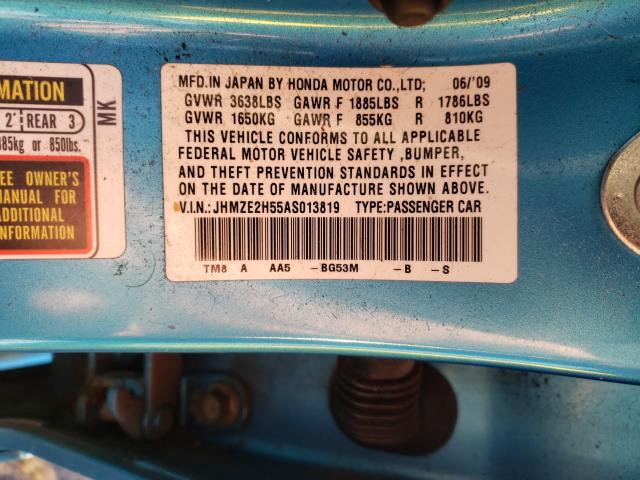 MATION
2' REAR 3
385kg or 850lbs.
EE OWNER'S
MANUAL FOR
ADDITIONAL
INFORMATION.
MK
MFD.IN JAPAN BY HONDA MOTOR CO.,LTD; 06/'09
GVWR 3638LBS GAWR F 1885LBS R 1786LBS
GVWR 1650KG GAWR F 855KG R 810KG
THIS VEHICLE CONFORMS TO ALL APPLICABLE
FEDERAL MOTOR VEHICLE SAFETY ,BUMPER,
AND THEFT PREVENTION STANDARDS IN EFFECT
ON THE DATE OF MANUFACTURE SHOWN ABOVE.
V.I.N.:JHMZE2H55AS013819 TYPE:PASSENGER CAR
TM8 A AA5 -BG53M -B -S